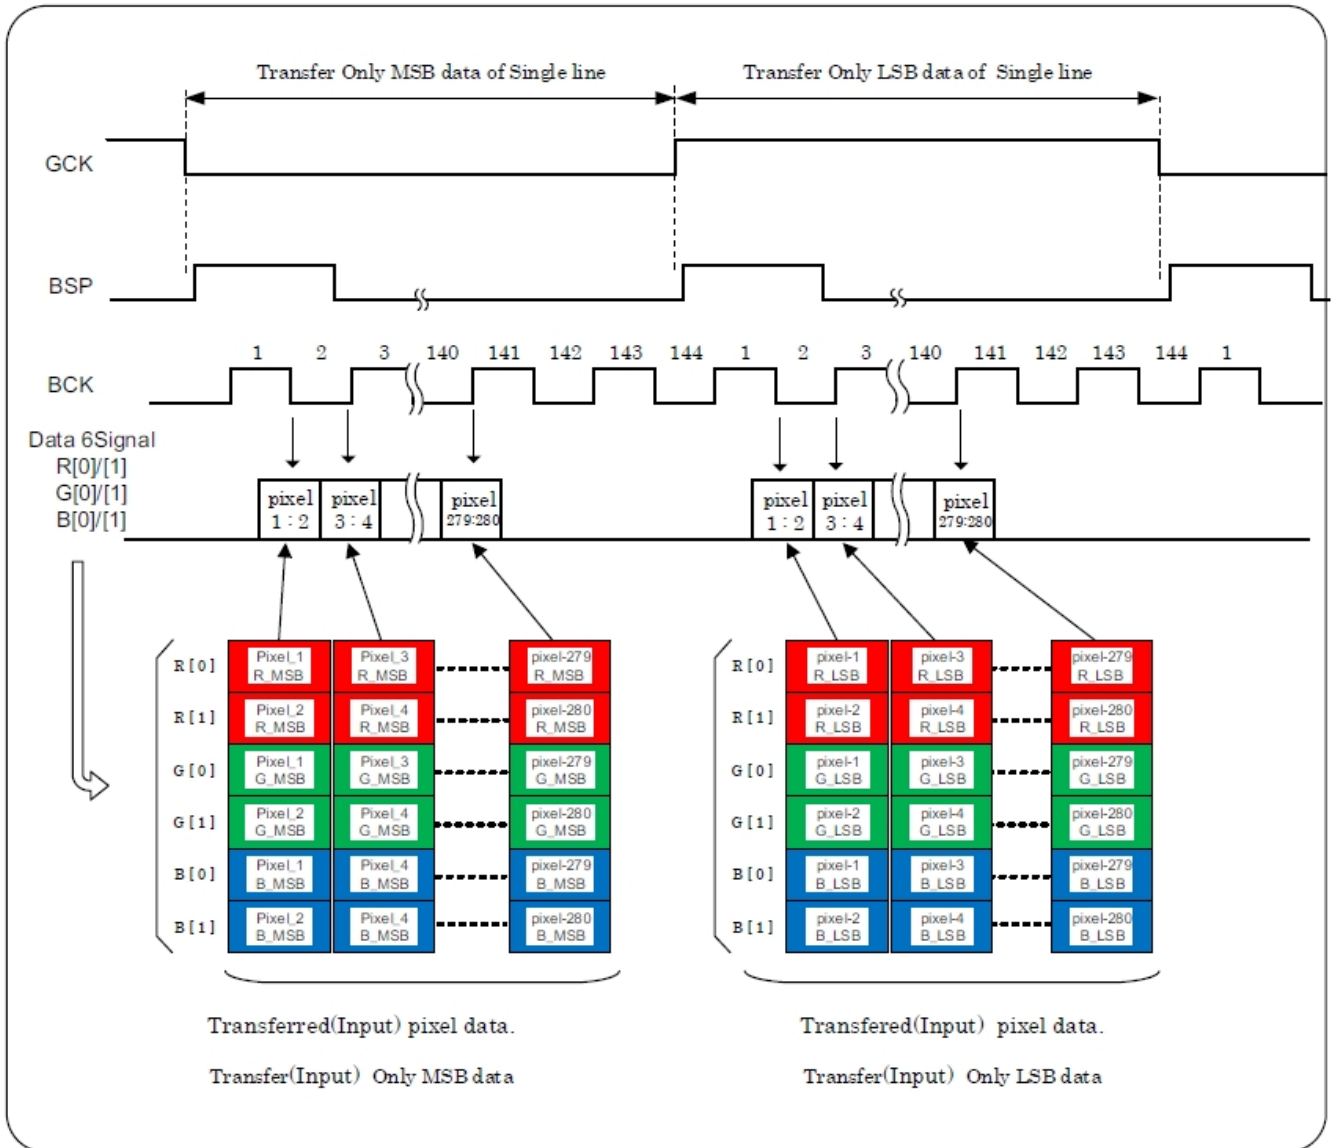 Transfer Only MSB data of Single line
Transfer Only LSB data of Single line
GCK
BSP
1 2 3 140 141 142 143 144 1 2 3 140 141 142 143 144 1
BCK
Data 6Signal
R[0]/[1]
G[0]/[1]
B[0]/[1]
pixel
1 : 2
pixel
3 : 4
pixel
279:280
pixel
1 : 2
pixel
3 : 4
pixel
279:280
R[0]
Pixel_1
R_MSB
Pixel_3
R_MSB
pixel-279
R_MSB
R[1]
Pixel_2
R_MSB
Pixel_4
R_MSB
pixel-280
R_MSB
G[0]
Pixel_1
G_MSB
Pixel_3
G_MSB
pixel-279
G_MSB
G[1]
Pixel_2
G_MSB
Pixel_4
G_MSB
pixel-280
G_MSB
B[0]
Pixel_1
B_MSB
Pixel_4
B_MSB
pixel-279
B_MSB
B[1]
Pixel_2
B_MSB
Pixel_4
B_MSB
pixel-280
B_MSB
Transferred(Input) pixel data.
Transfer(Input) Only MSB data
R[0]
pixel-1
R_LSB
pixel-3
R_LSB
pixel-279
R_LSB
R[1]
pixel-2
R_LSB
pixel-4
R_LSB
pixel-280
R_LSB
G[0]
pixel-1
G_LSB
pixel-3
G_LSB
pixel-279
G_LSB
G[1]
pixel-2
G_LSB
pixel-4
G_LSB
pixel-280
G_LSB
B[0]
pixel-1
B_LSB
pixel-3
B_LSB
pixel-279
B_LSB
B[1]
pixel-2
B_LSB
pixel-4
B_LSB
pixel-280
B_LSB
Transfered(Input) pixel data.
Transfer(Input) Only LSB data